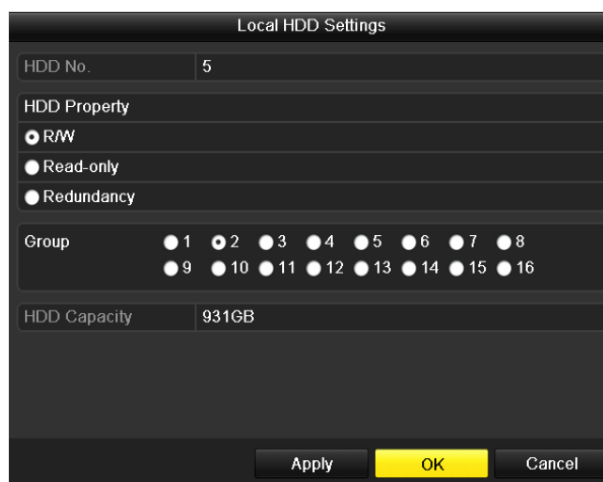 Local HDD Settings
HDD No. 5
HDD Property
R/W
Read-only
Redundancy
Group 1 2 3 4 5 6 7 8
9 10 11 12 13 14 15 16
HDD Capacity 931GB
Apply OK Cancel